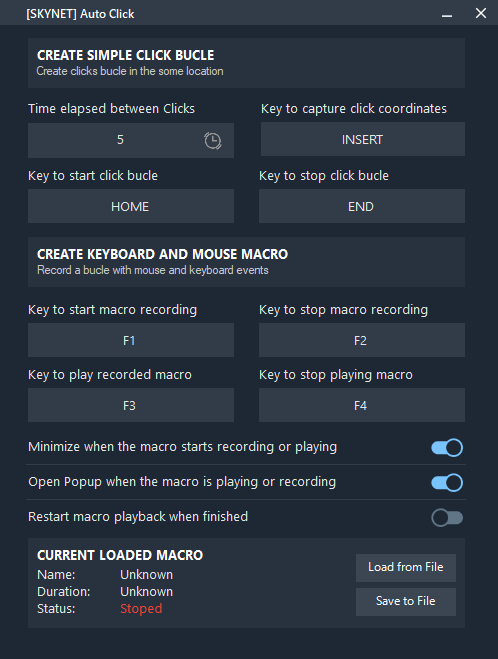 [SKYNET] Auto Click
CREATE SIMPLE CLICK BUCLE
Create clicks bucle in the some location
Time elapsed between Clicks
Key to capture click coordinates
5
INSERT
Key to start click bucle
Key to stop click bucle
HOME
END
CREATE KEYBOARD AND MOUSE MACRO
Record a bucle with mouse and keyboard events
Key to start macro recording
Key to stop macro recording
F1
F2
Key to play recorded macro
Key to stop playing macro
F3
F4
Minimize when the macro starts recording or playing
Open Popup when the macro is playing or recording
Restart macro playback when finished
CURRENT LOADED MACRO
Name: Unknown
Duration: Unknown
Status: Stoped
Load from File
Save to File